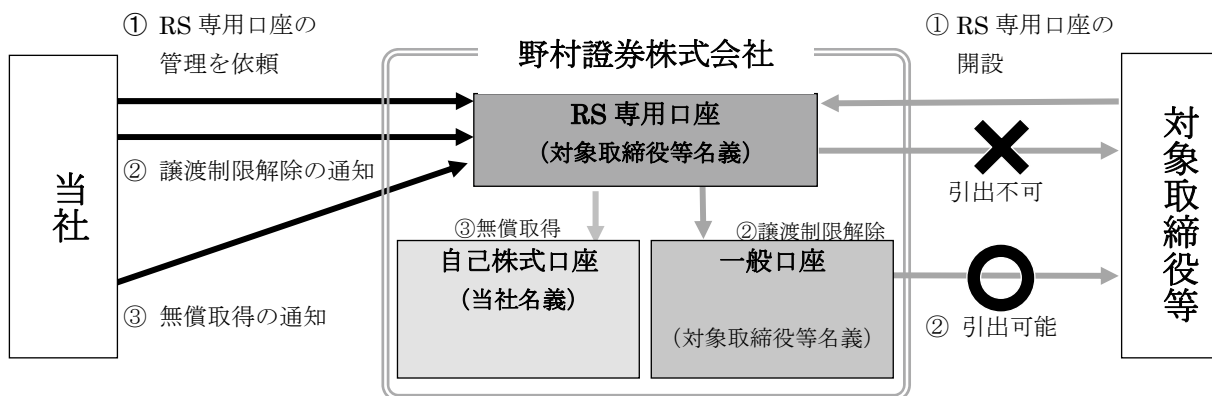 ① RS 専用口座の
管理を依頼
② 譲渡制限解除の通知
③ 無償取得の通知
当社
野村證券株式会社
RS 専用口座
(対象取締役等名義)
③無償取得
②譲渡制限解除
自己株式口座
(当社名義)
一般口座
(対象取締役等名義)
① RS 専用口座の
開設
引出不可
② 引出可能
対象取締役等